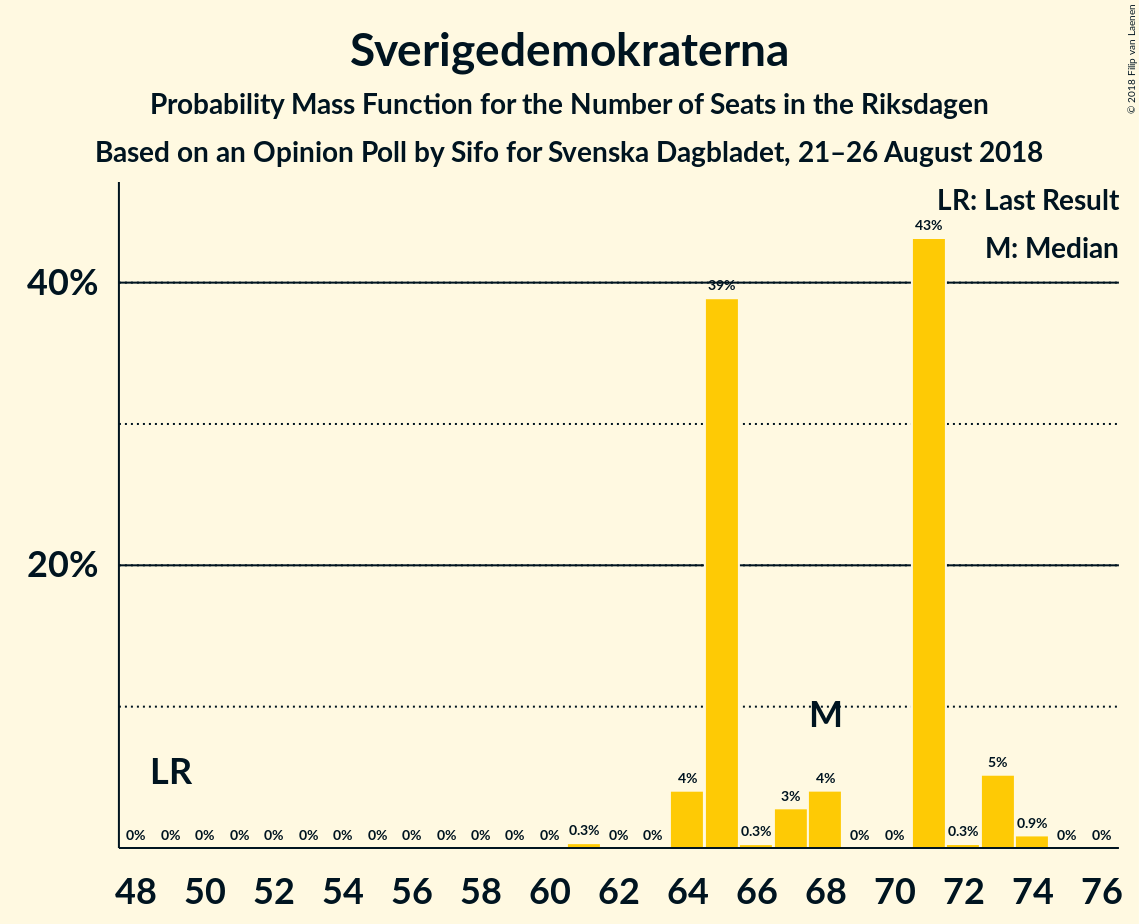 Sverigedemokraterna
Probability Mass Function for the Number of Seats in the Riksdagen
Based on an Opinion Poll by Sifo for Svenska Dagbladet, 21–26 August 2018
© 2018 Filip van Laenen
LR: Last Result
M: Median
40%
20%
LR
M
0% 0% 0% 0% 0% 0% 0% 0% 0% 0% 0% 0% 0% 0.3% 0% 0% 4% 39% 0.3% 3% 4% 0% 0% 43% 0.3% 5% 0.9% 0% 0%
48 50 52 54 56 58 60 62 64 66 68 70 72 74 76